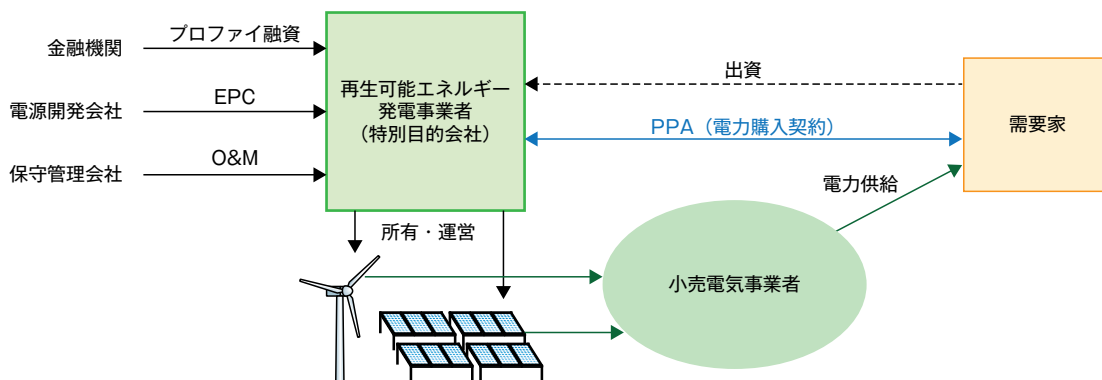 金融機関
プロファイ融資
電源開発会社
EPC
保守管理会社
O&M
再生可能エネルギー
発電事業者
（特別目的会社）
出資
PPA（電力購入契約）
需要家
電力供給
所有・運営
小売電気事業者